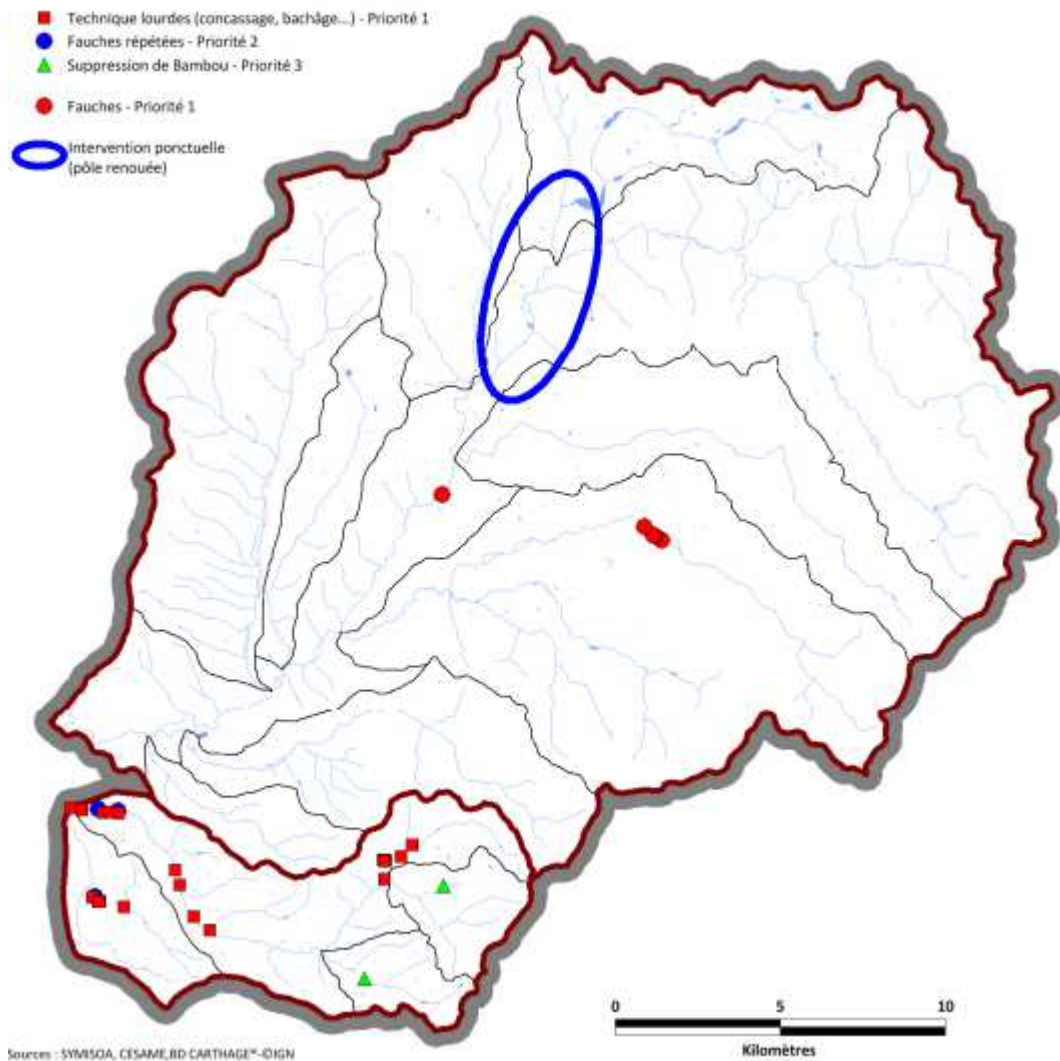 Technique lourdes (concassage, bachâge...) - Priorité 1
Fauches répétées - Priorité 2
Suppression de Bambou - Priorité 3
Fauches - Priorité 1
Intervention ponctuelle
(pôle renouée)
0 5 10
Kilomètres
Sources : SYMISOA, CESAME,BD CARTHAGE®-©IGN